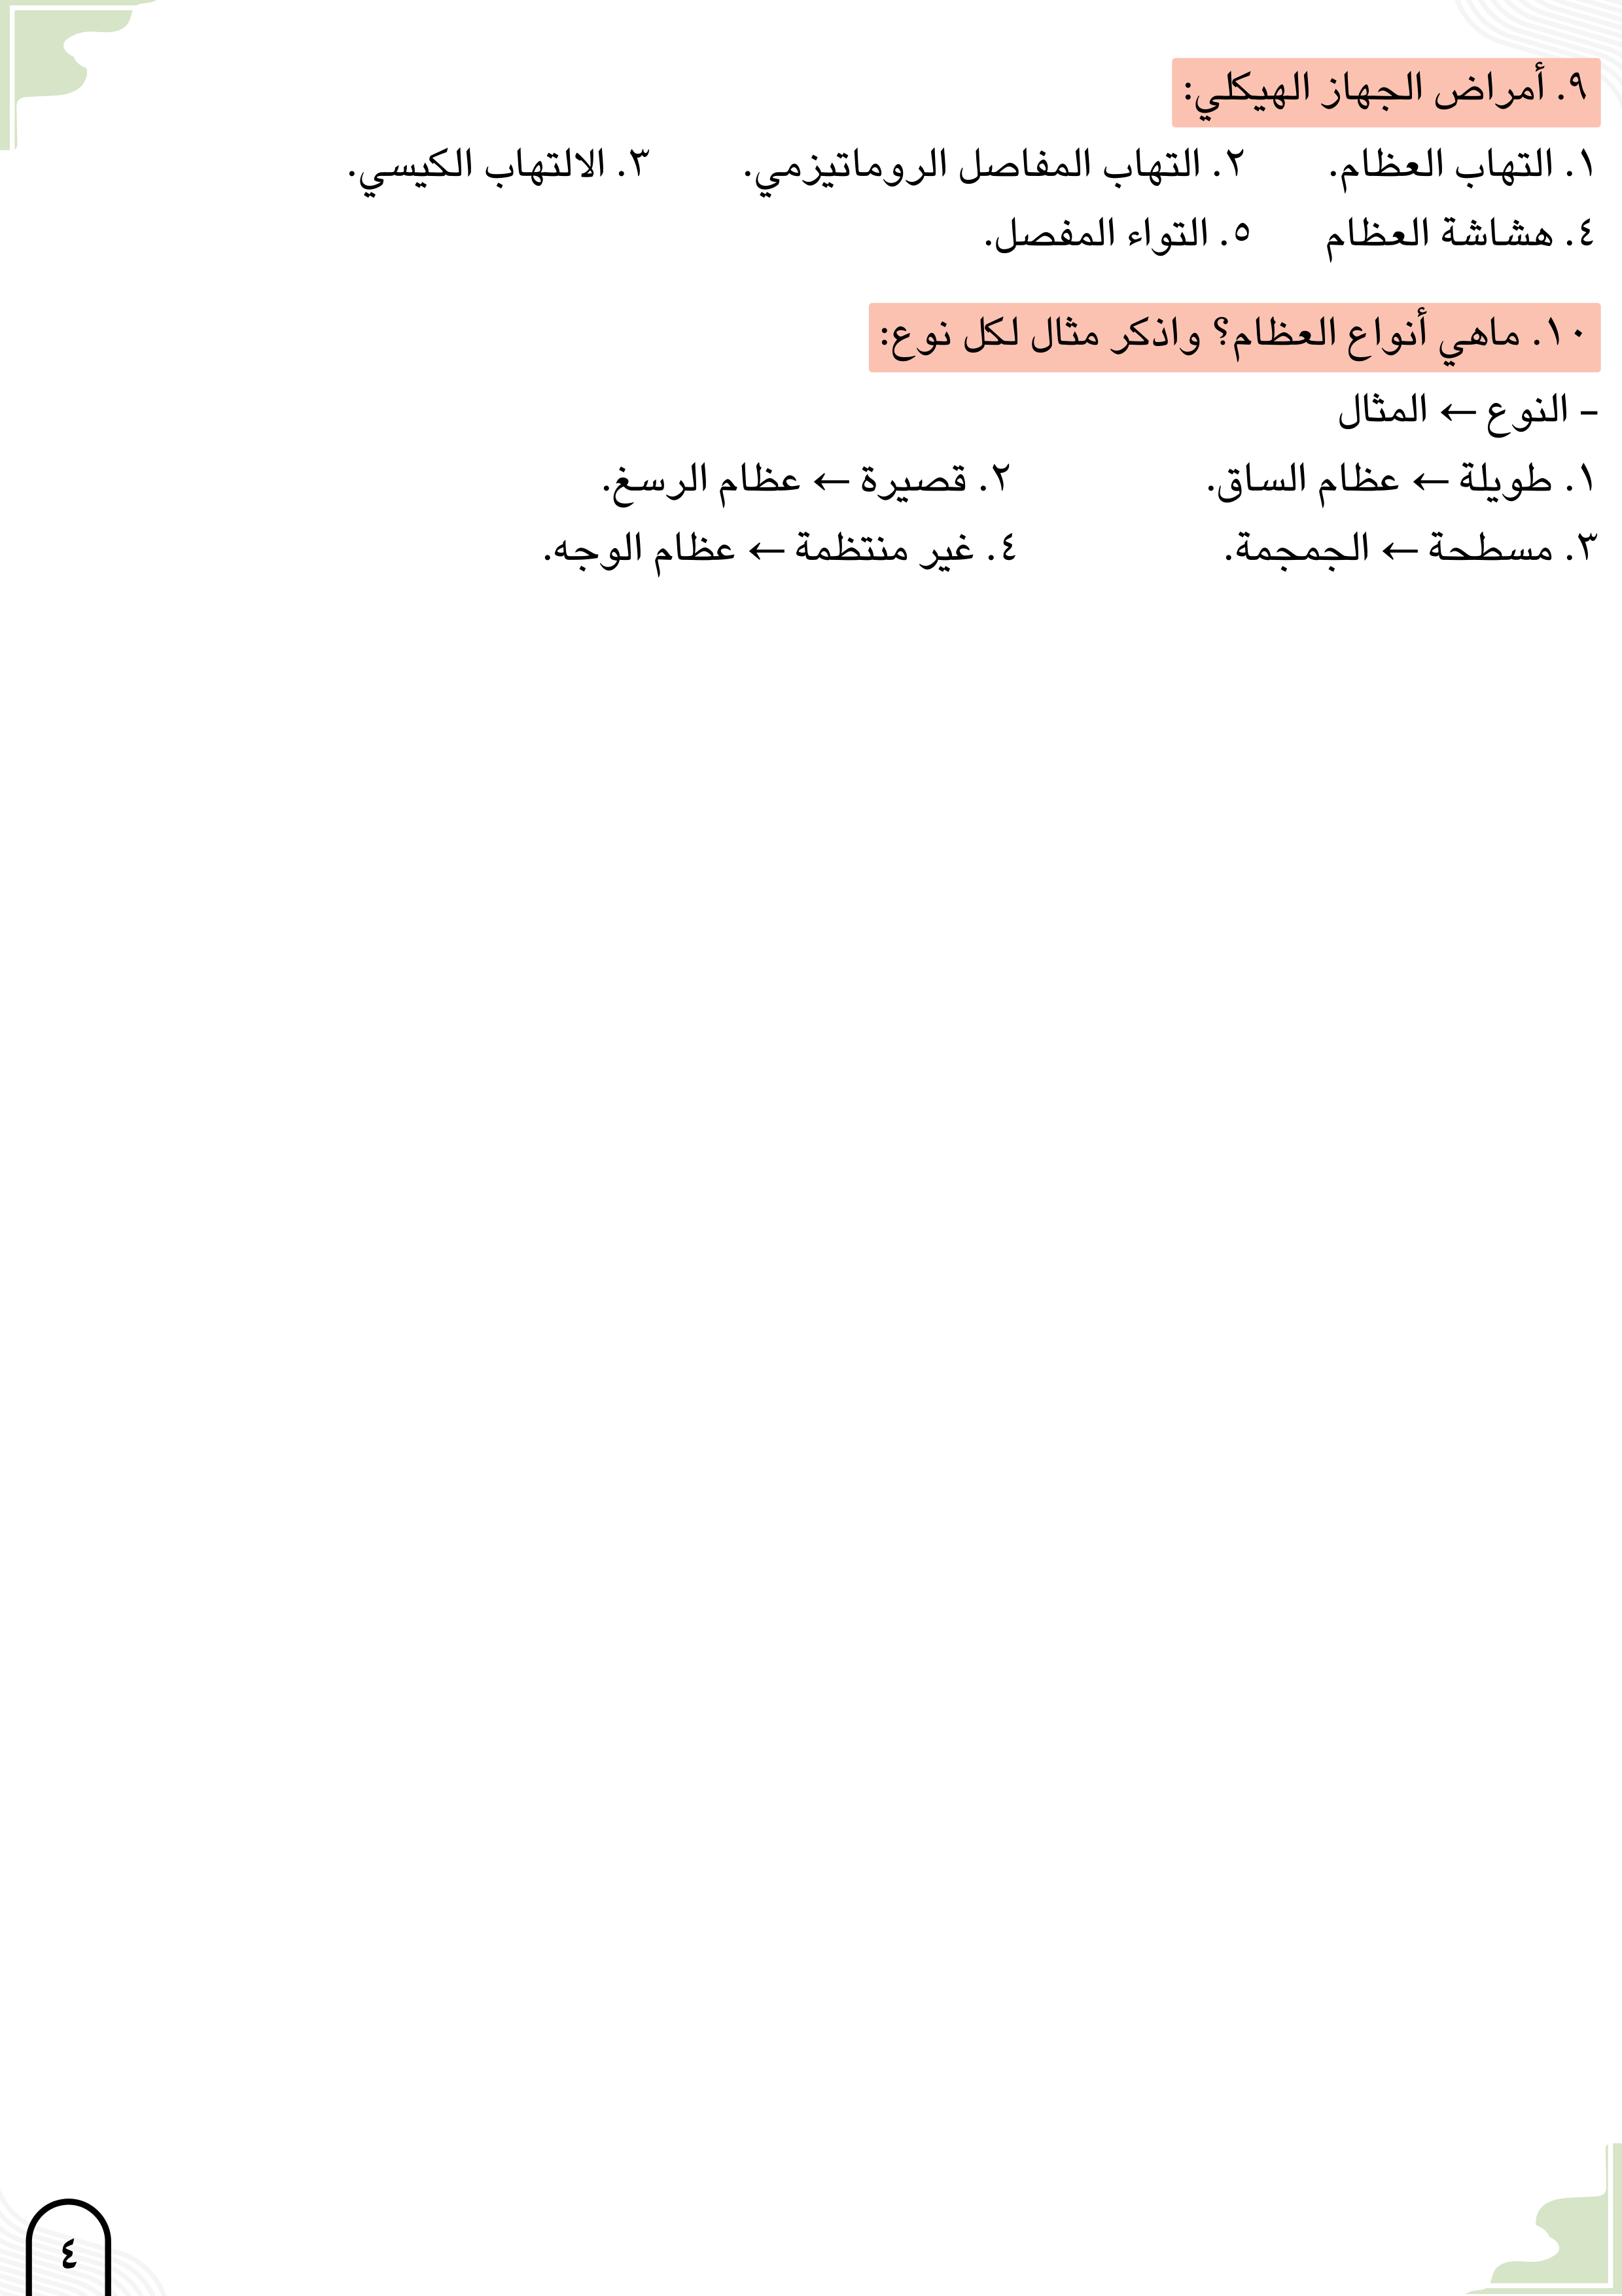 ٩. أمراض الجهاز الهيكلي:
١. التهاب العظام. ٢. التهاب المفاصل الروماتيزمي. ٣. الالتهاب الكيسي.
٤. هشاشة العظام ٥. التواء المفصل.
١٠. ماهي أنواع العظام؟ واذكر مثال لكل نوع:
- النوع ← المثال
١. طويلة ← عظام الساق. ٢. قصيرة ← عظام الرسغ.
٣. مسطحة ← الجمجمة. ٤. غير منتظمة ← عظام الوجه.
٤